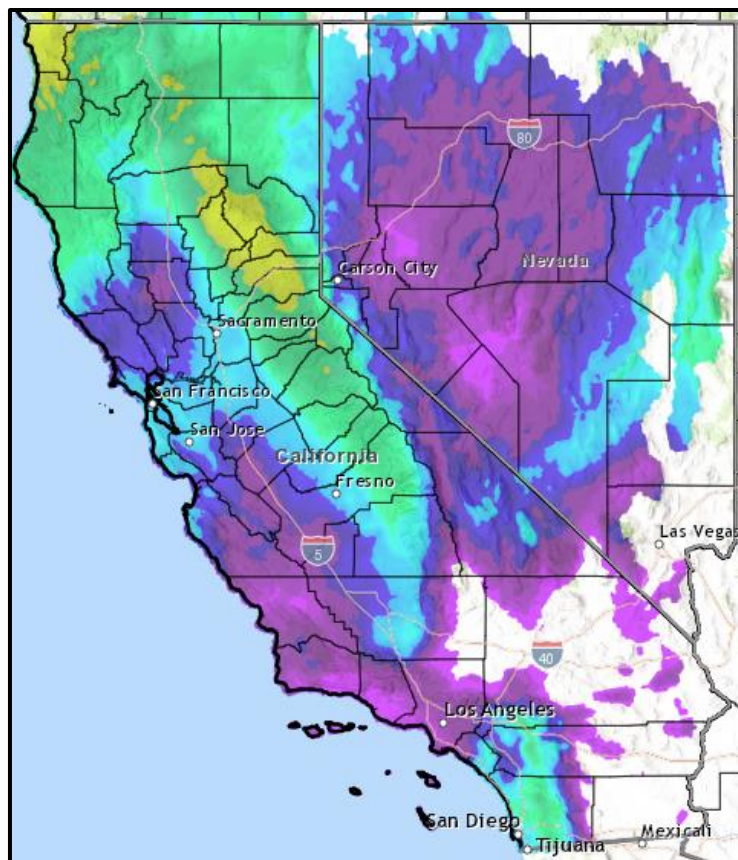 80
Carson City
Nevada
Sacramento
San Francisco
San Jose
California
Fresno
5
Las Vegas
40
Los Angeles
San Diego
Mexicali
Tijuana